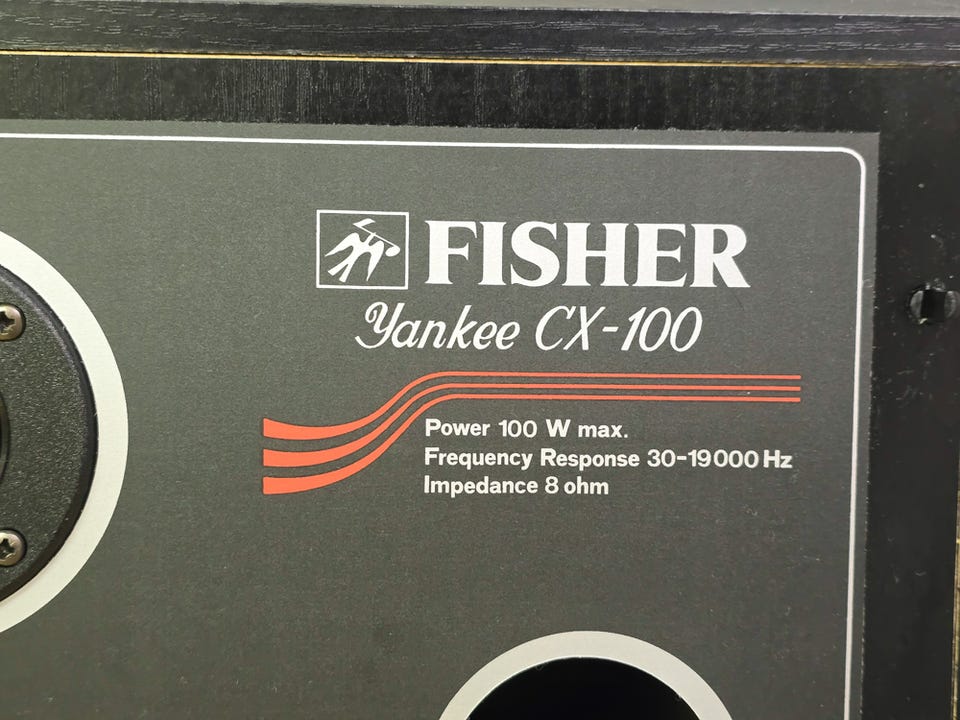 FISHER
Yankee CX-100
Power 100 W max.
Frequency Response 30-19000 Hz
Impedance 8 ohm